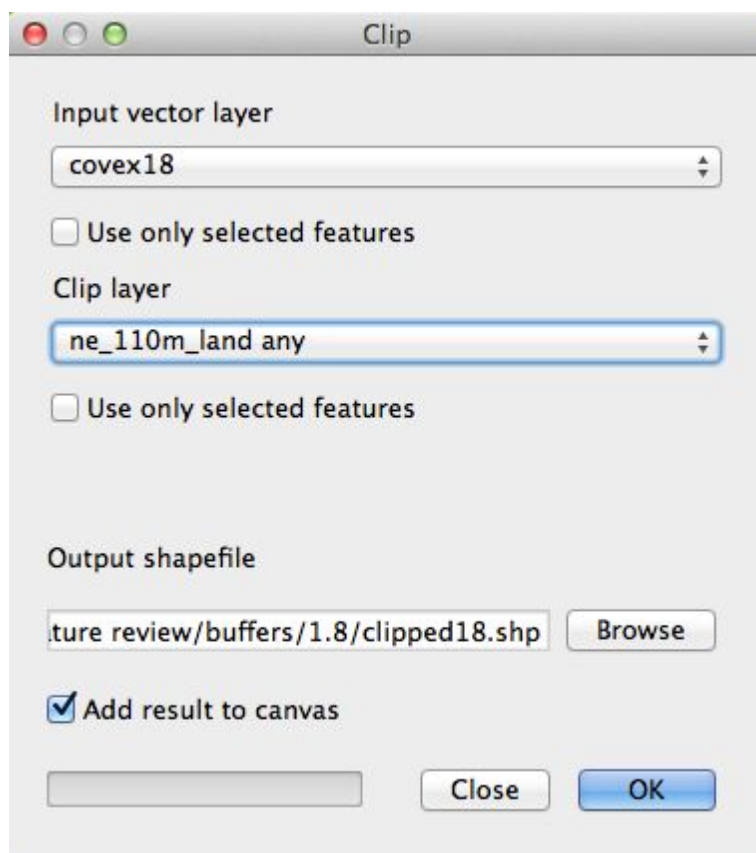 Clip
Input vector layer
covex18
Use only selected features
Clip layer
ne_110m_land any
Use only selected features
Output shapefile
ture review/buffers/1.8/clipped18.shp Browse
Add result to canvas
Close OK